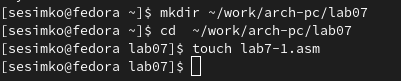 [sesimko@fedora ~]$ mkdir ~/work/arch-pc/lab07
[sesimko@fedora ~]$ cd  ~/work/arch-pc/lab07
[sesimko@fedora lab07]$ touch lab7-1.asm
[sesimko@fedora lab07]$